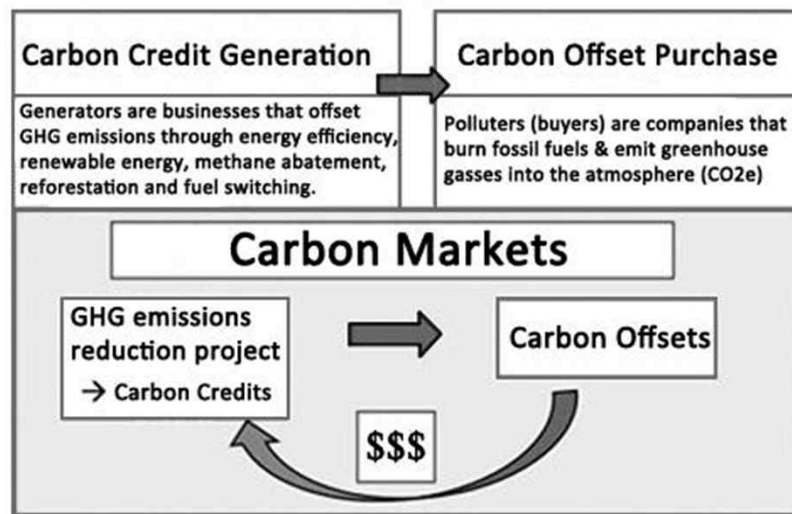 Carbon Credit Generation
Generators are businesses that offset
GHG emissions through energy efficiency,
renewable energy, methane abatement,
reforestation and fuel switching.
Carbon Offset Purchase
Polluters (buyers) are companies that
burn fossil fuels & emit greenhouse
gasses into the atmosphere (CO2e)
Carbon Markets
GHG emissions
reduction project
→ Carbon Credits
Carbon Offsets
$$$